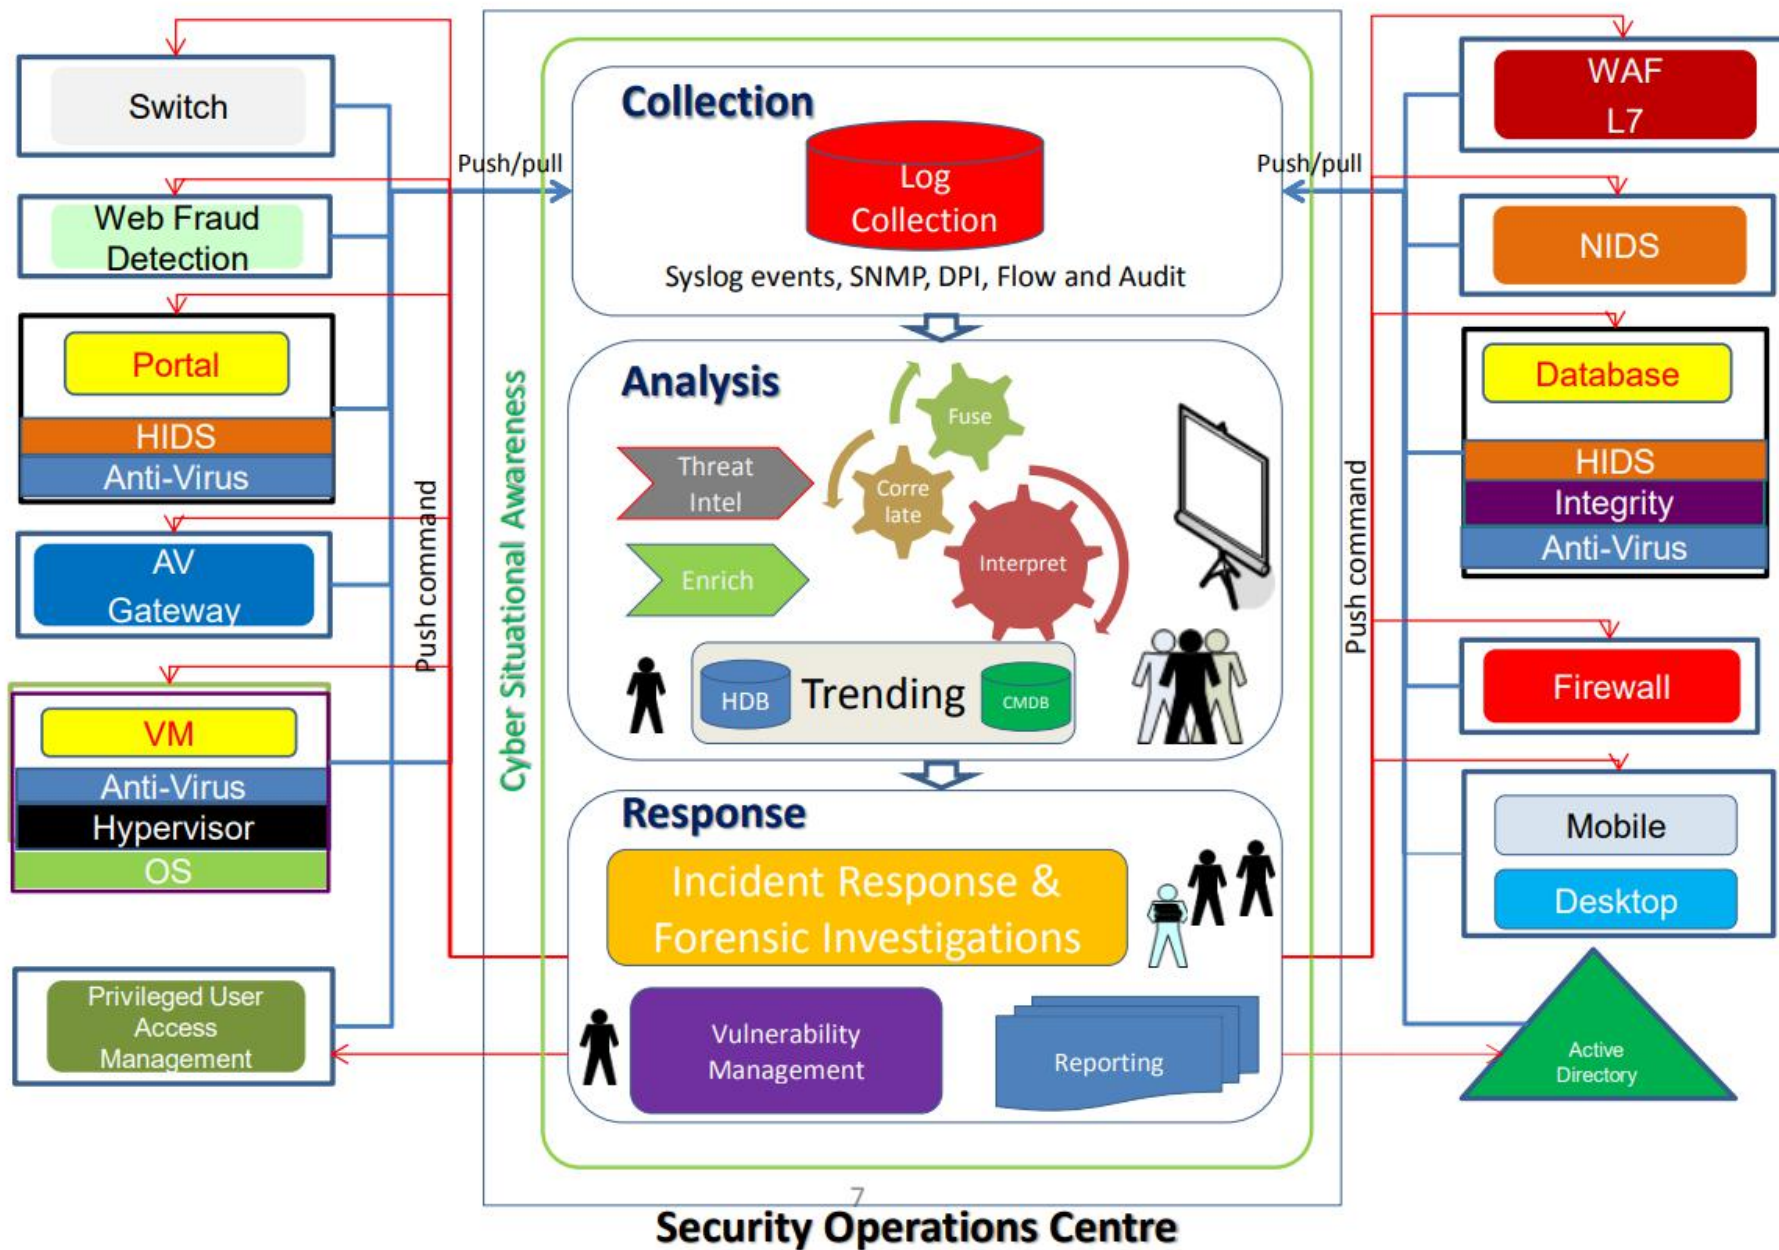 Switch
Web Fraud
Detection
Portal
HIDS
Anti-Virus
AV
Gateway
VM
Anti-Virus
Hypervisor
OS
Privileged User
Access
Management
Push/pull
Push command
Cyber Situational Awareness
Collection
Log
Collection
Syslog events, SNMP, DPI, Flow and Audit
Analysis
Threat
Intel
Enrich
Fuse
Corre
late
Interpret
HDB
Trending
CMDB
Response
Incident Response &
Forensic Investigations
Vulnerability
Management
Reporting
7
Security Operations Centre
Push/pull
Push command
WAF
L7
NIDS
Database
HIDS
Integrity
Anti-Virus
Firewall
Mobile
Desktop
Active
Directory